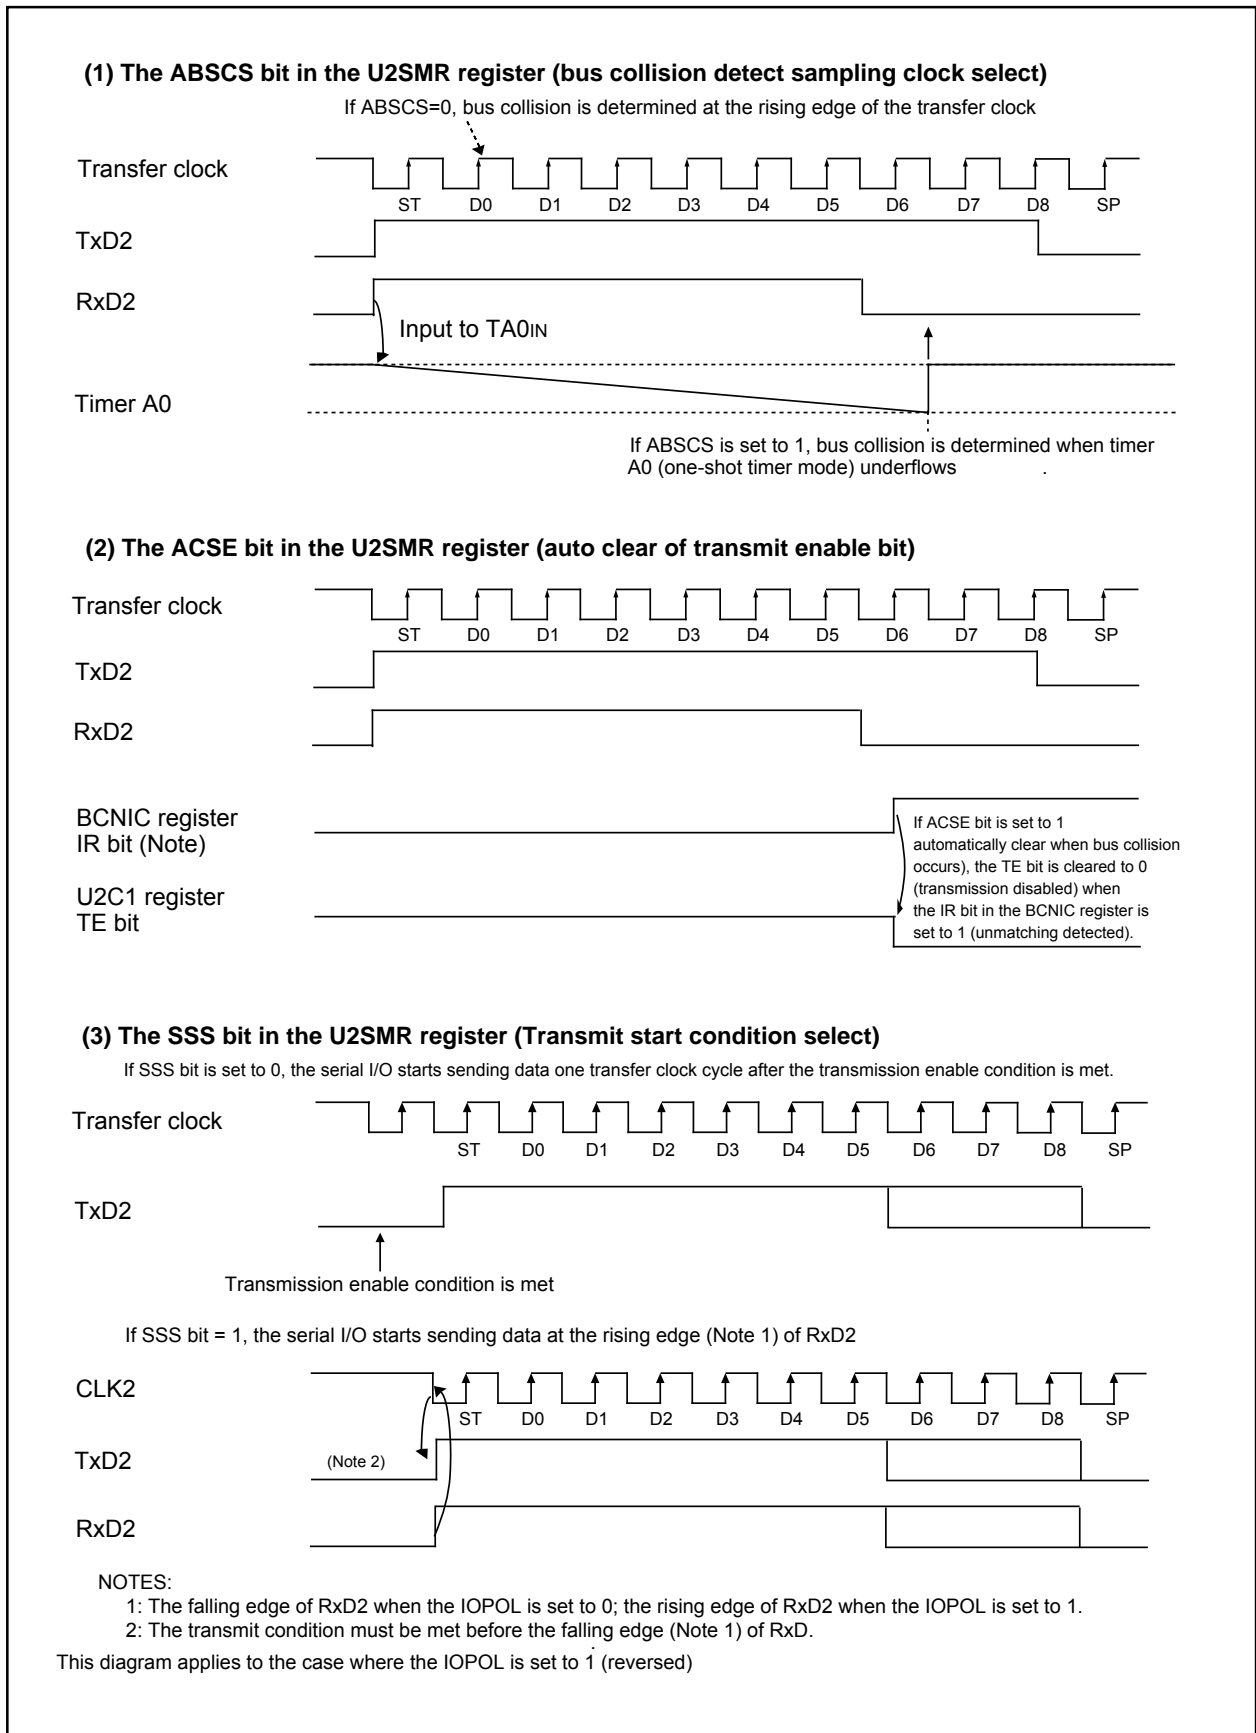 (1) The ABSCS bit in the U2SMR register (bus collision detect sampling clock select)
If ABSCS=0, bus collision is determined at the rising edge of the transfer clock
Transfer clock
ST D0 D1 D2 D3 D4 D5 D6 D7 D8 SP
TxD2
RxD2
Input to TA0IN
Timer A0
If ABSCS is set to 1, bus collision is determined when timer
A0 (one-shot timer mode) underflows .
(2) The ACSE bit in the U2SMR register (auto clear of transmit enable bit)
Transfer clock
ST D0 D1 D2 D3 D4 D5 D6 D7 D8 SP
TxD2
RxD2
BCNIC register
IR bit (Note)
If ACSE bit is set to 1
automatically clear when bus collision
occurs), the TE bit is cleared to 0
(transmission disabled) when
the IR bit in the BCNIC register is
set to 1 (unmatching detected).
U2C1 register
TE bit
(3) The SSS bit in the U2SMR register (Transmit start condition select)
If SSS bit is set to 0, the serial I/O starts sending data one transfer clock cycle after the transmission enable condition is met.
Transfer clock
ST D0 D1 D2 D3 D4 D5 D6 D7 D8 SP
TxD2
Transmission enable condition is met
If SSS bit = 1, the serial I/O starts sending data at the rising edge (Note 1) of RxD2
CLK2
ST D0 D1 D2 D3 D4 D5 D6 D7 D8 SP
TxD2
(Note 2)
RxD2
NOTES:
1: The falling edge of RxD2 when the IOPOL is set to 0; the rising edge of RxD2 when the IOPOL is set to 1.
2: The transmit condition must be met before the falling edge (Note 1) of RxD.
.
This diagram applies to the case where the IOPOL is set to 1 (reversed)